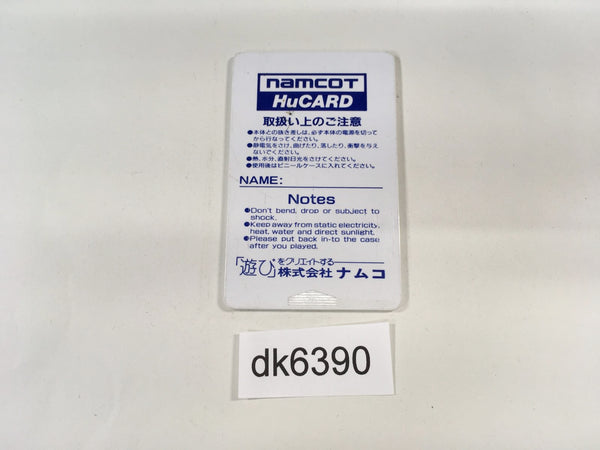 namcoT
HuCARD
取扱い上のご注意
●本体との抜き差しは、必ず本体の電源を切って
から行なってください。
●静電気をさけ、曲げたり、落したり、衝撃を与え
ないでください。
●熱、水分、直射日光をさけてください。
●使用後はビニールケースに入れてください。
NAME:
Notes
●Don't bend, drop or subject to
shock.
●Keep away from static electricity,
heat, water and direct sunlight.
●Please put back in-to the case
after you played.
「遊び」をクリエイトする
株式会社 ナムコ
dk6390